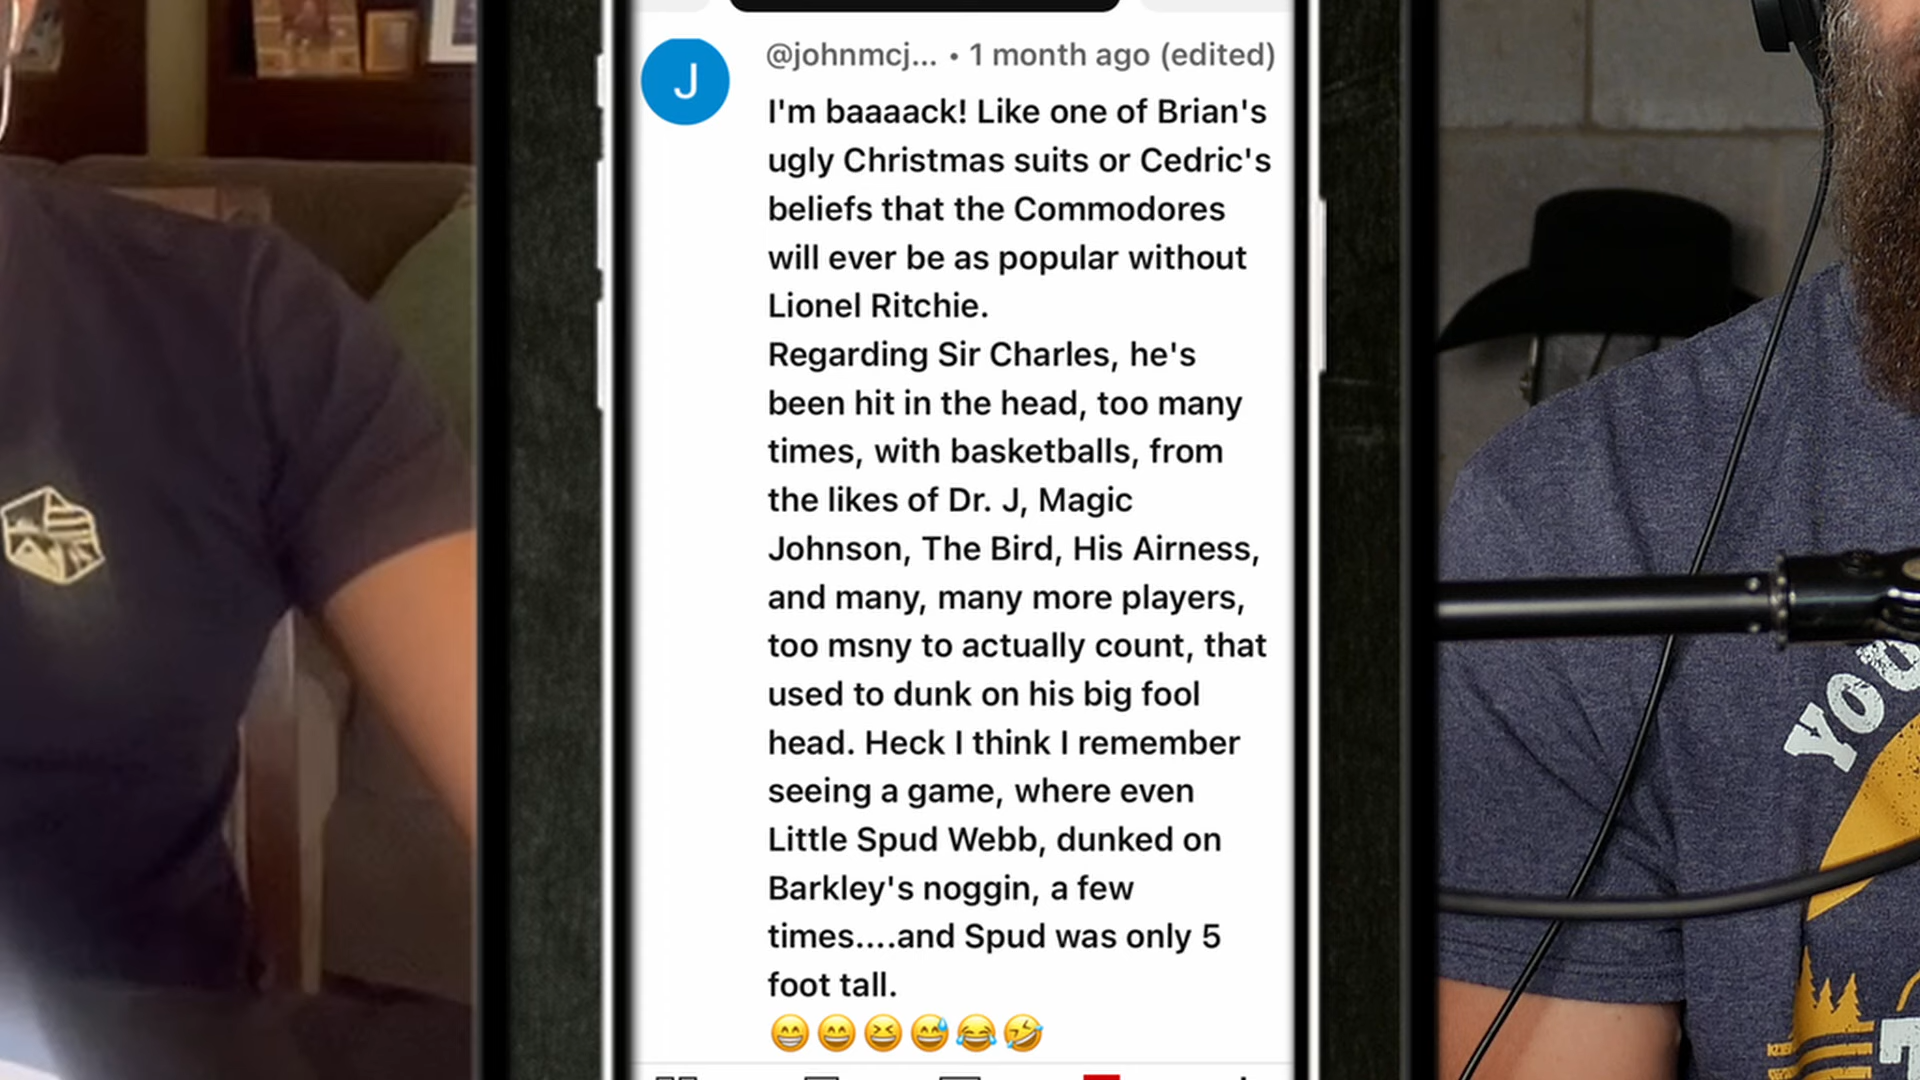 J
@johnmcj... • 1 month ago (edited)
I'm baaaack! Like one of Brian's
ugly Christmas suits or Cedric's
beliefs that the Commodores
will ever be as popular without
Lionel Ritchie.
Regarding Sir Charles, he's
been hit in the head, too many
times, with basketballs, from
the likes of Dr. J, Magic
Johnson, The Bird, His Airness,
and many, many more players,
too msny to actually count, that
used to dunk on his big fool
head. Heck I think I remember
seeing a game, where even
Little Spud Webb, dunked on
Barkley's noggin, a few
times....and Spud was only 5
foot tall.
😁😄😆😅😂🤣
YOU